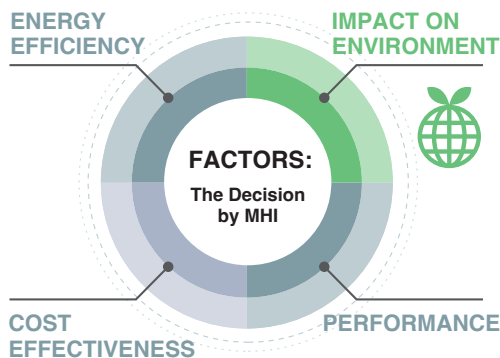 ENERGY
EFFICIENCY
IMPACT ON
ENVIRONMENT
FACTORS:
The Decision
by MHI
COST
EFFECTIVENESS
PERFORMANCE